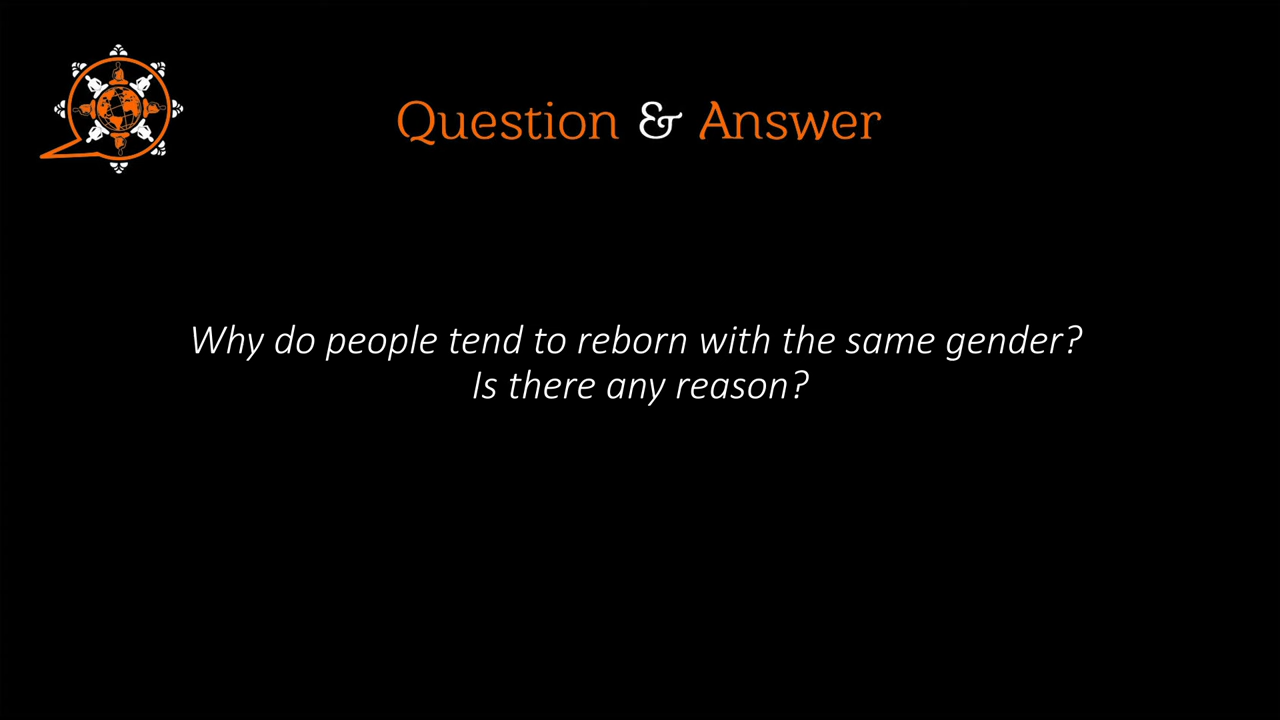 Question & Answer
Why do people tend to reborn with the same gender?
Is there any reason?